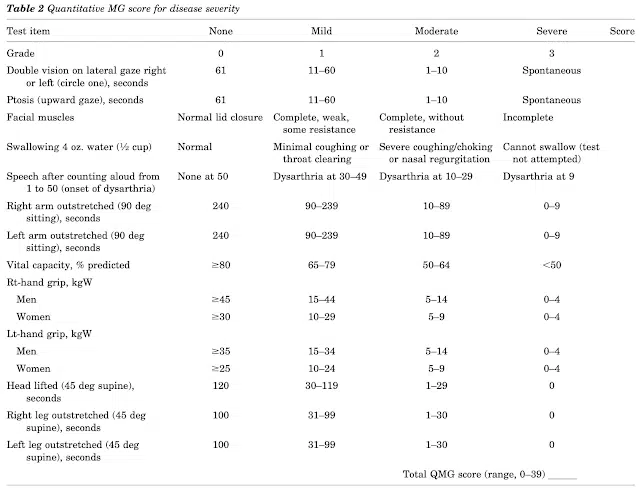 Table 2 Quantitative MG score for disease severity
Test item None Mild Moderate Severe Score
Grade 0 1 2 3
Double vision on lateral gaze right 61 11–60 1–10 Spontaneous
or left (circle one), seconds
Ptosis (upward gaze), seconds 61 11–60 1–10 Spontaneous
Facial muscles Normal lid closure Complete, weak, Complete, without Incomplete
some resistance resistance
Swallowing 4 oz. water (½ cup) Normal Minimal coughing or Severe coughing/choking Cannot swallow (test
throat clearing or nasal regurgitation not attempted)
Speech after counting aloud from None at 50 Dysarthria at 30–49 Dysarthria at 10–29 Dysarthria at 9
1 to 50 (onset of dysarthria)
Right arm outstretched (90 deg 240 90–239 10–89 0–9
sitting), seconds
Left arm outstretched (90 deg 240 90–239 10–89 0–9
sitting), seconds
Vital capacity, % predicted ≥80 65–79 50–64 <50
Rt-hand grip, kgW
Men ≥45 15–44 5–14 0–4
Women ≥30 10–29 5–9 0–4
Lt-hand grip, kgW
Men ≥35 15–34 5–14 0–4
Women ≥25 10–24 5–9 0–4
Head lifted (45 deg supine), 120 30–119 1–29 0
seconds
Right leg outstretched (45 deg 100 31–99 1–30 0
supine), seconds
Left leg outstretched (45 deg 100 31–99 1–30 0
supine), seconds
Total QMG score (range, 0–39) ______